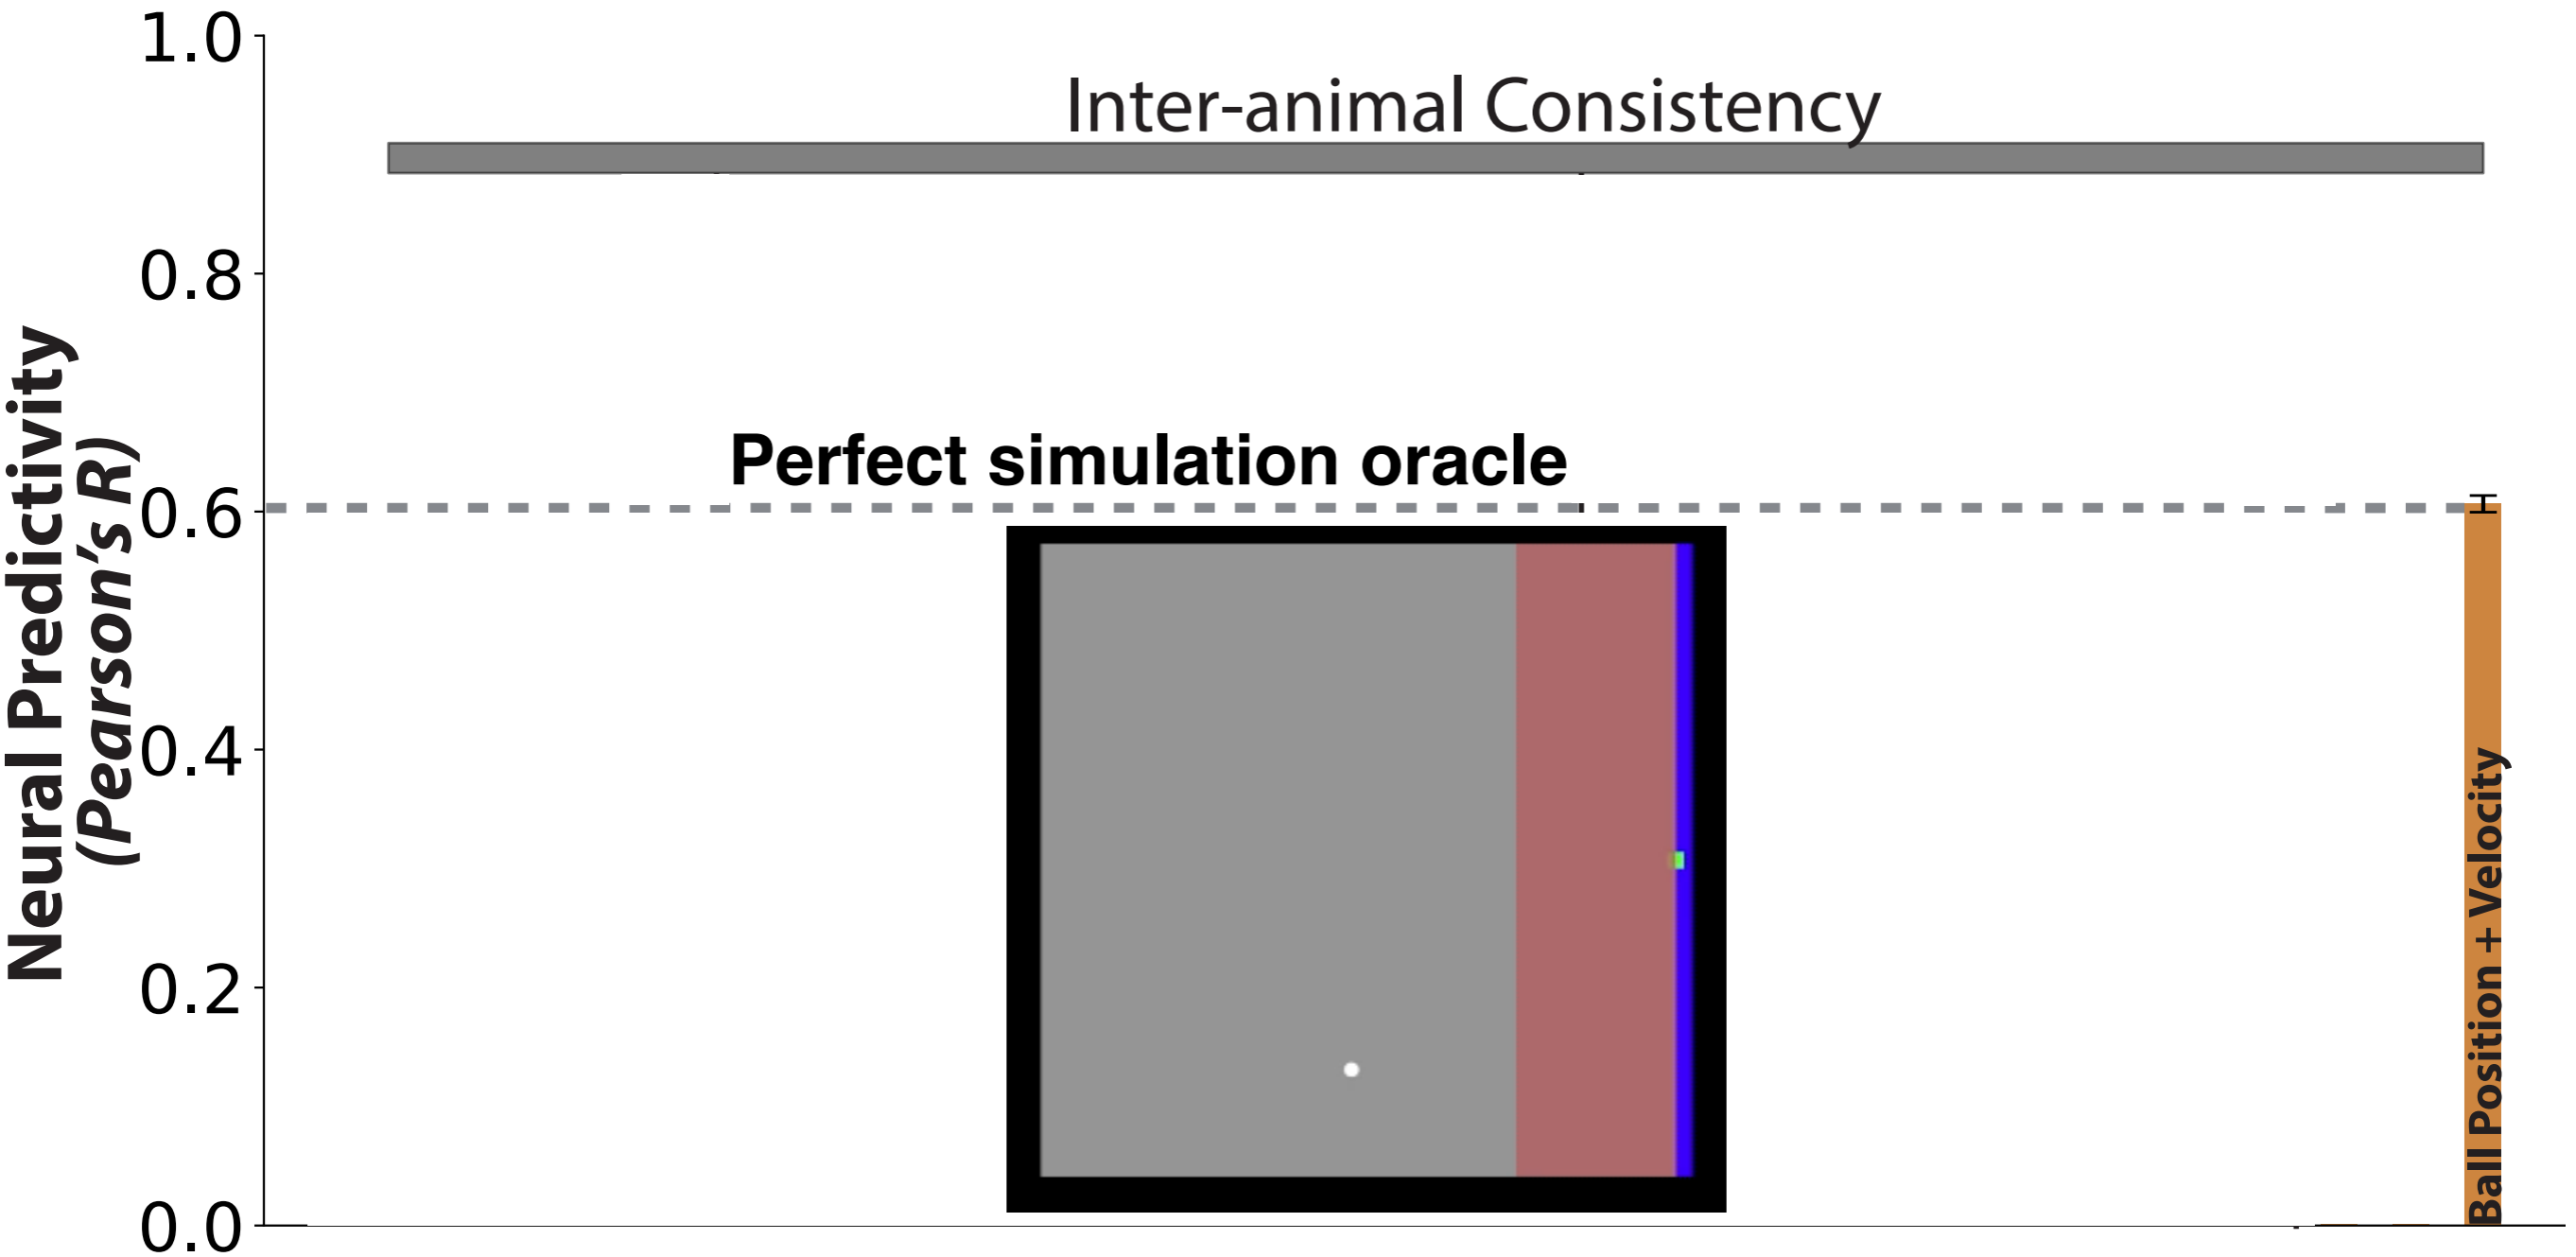 1.0
Inter-animal Consistency
0.8
Perfect simulation oracle
0.6
Neural Predictivity
(Pearson’s R)
0.4
0.2
0.0
Ball Position + Velocity